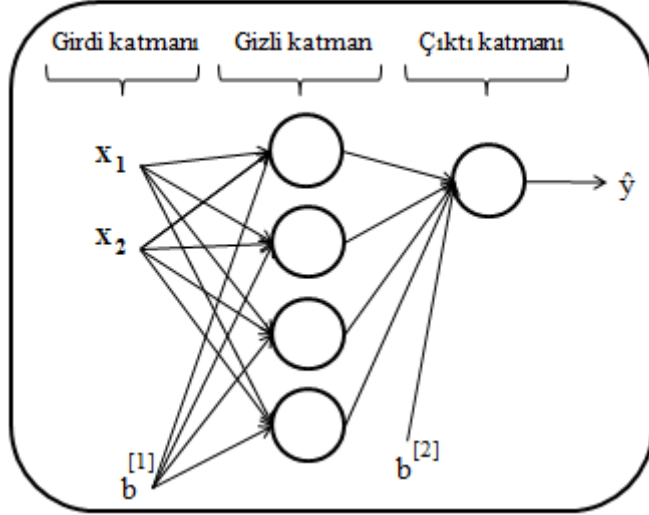 Girdi katmanı Gizli katman Çıktı katmanı
x₁
x₂
ŷ
b[1]
b[2]